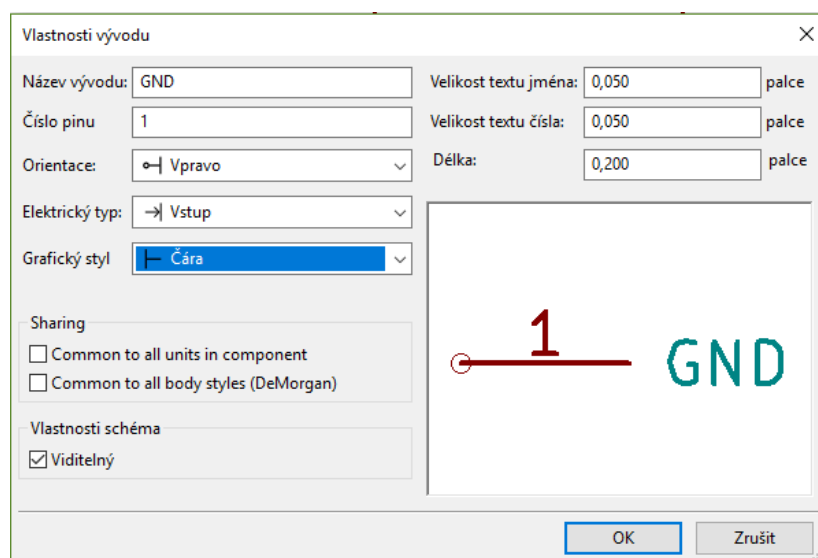 Vlastnosti vývodu
Název vývodu: GND
Velikost textu jména: 0,050 palce
Číslo pinu 1
Velikost textu čísla: 0,050 palce
Orientace: Vpravo
Délka: 0,200 palce
Elektrický typ: Vstup
Grafický styl Čára
1 GND
Sharing
Common to all units in component
Common to all body styles (DeMorgan)
Vlastnosti schéma
Viditelný
OK Zrušit